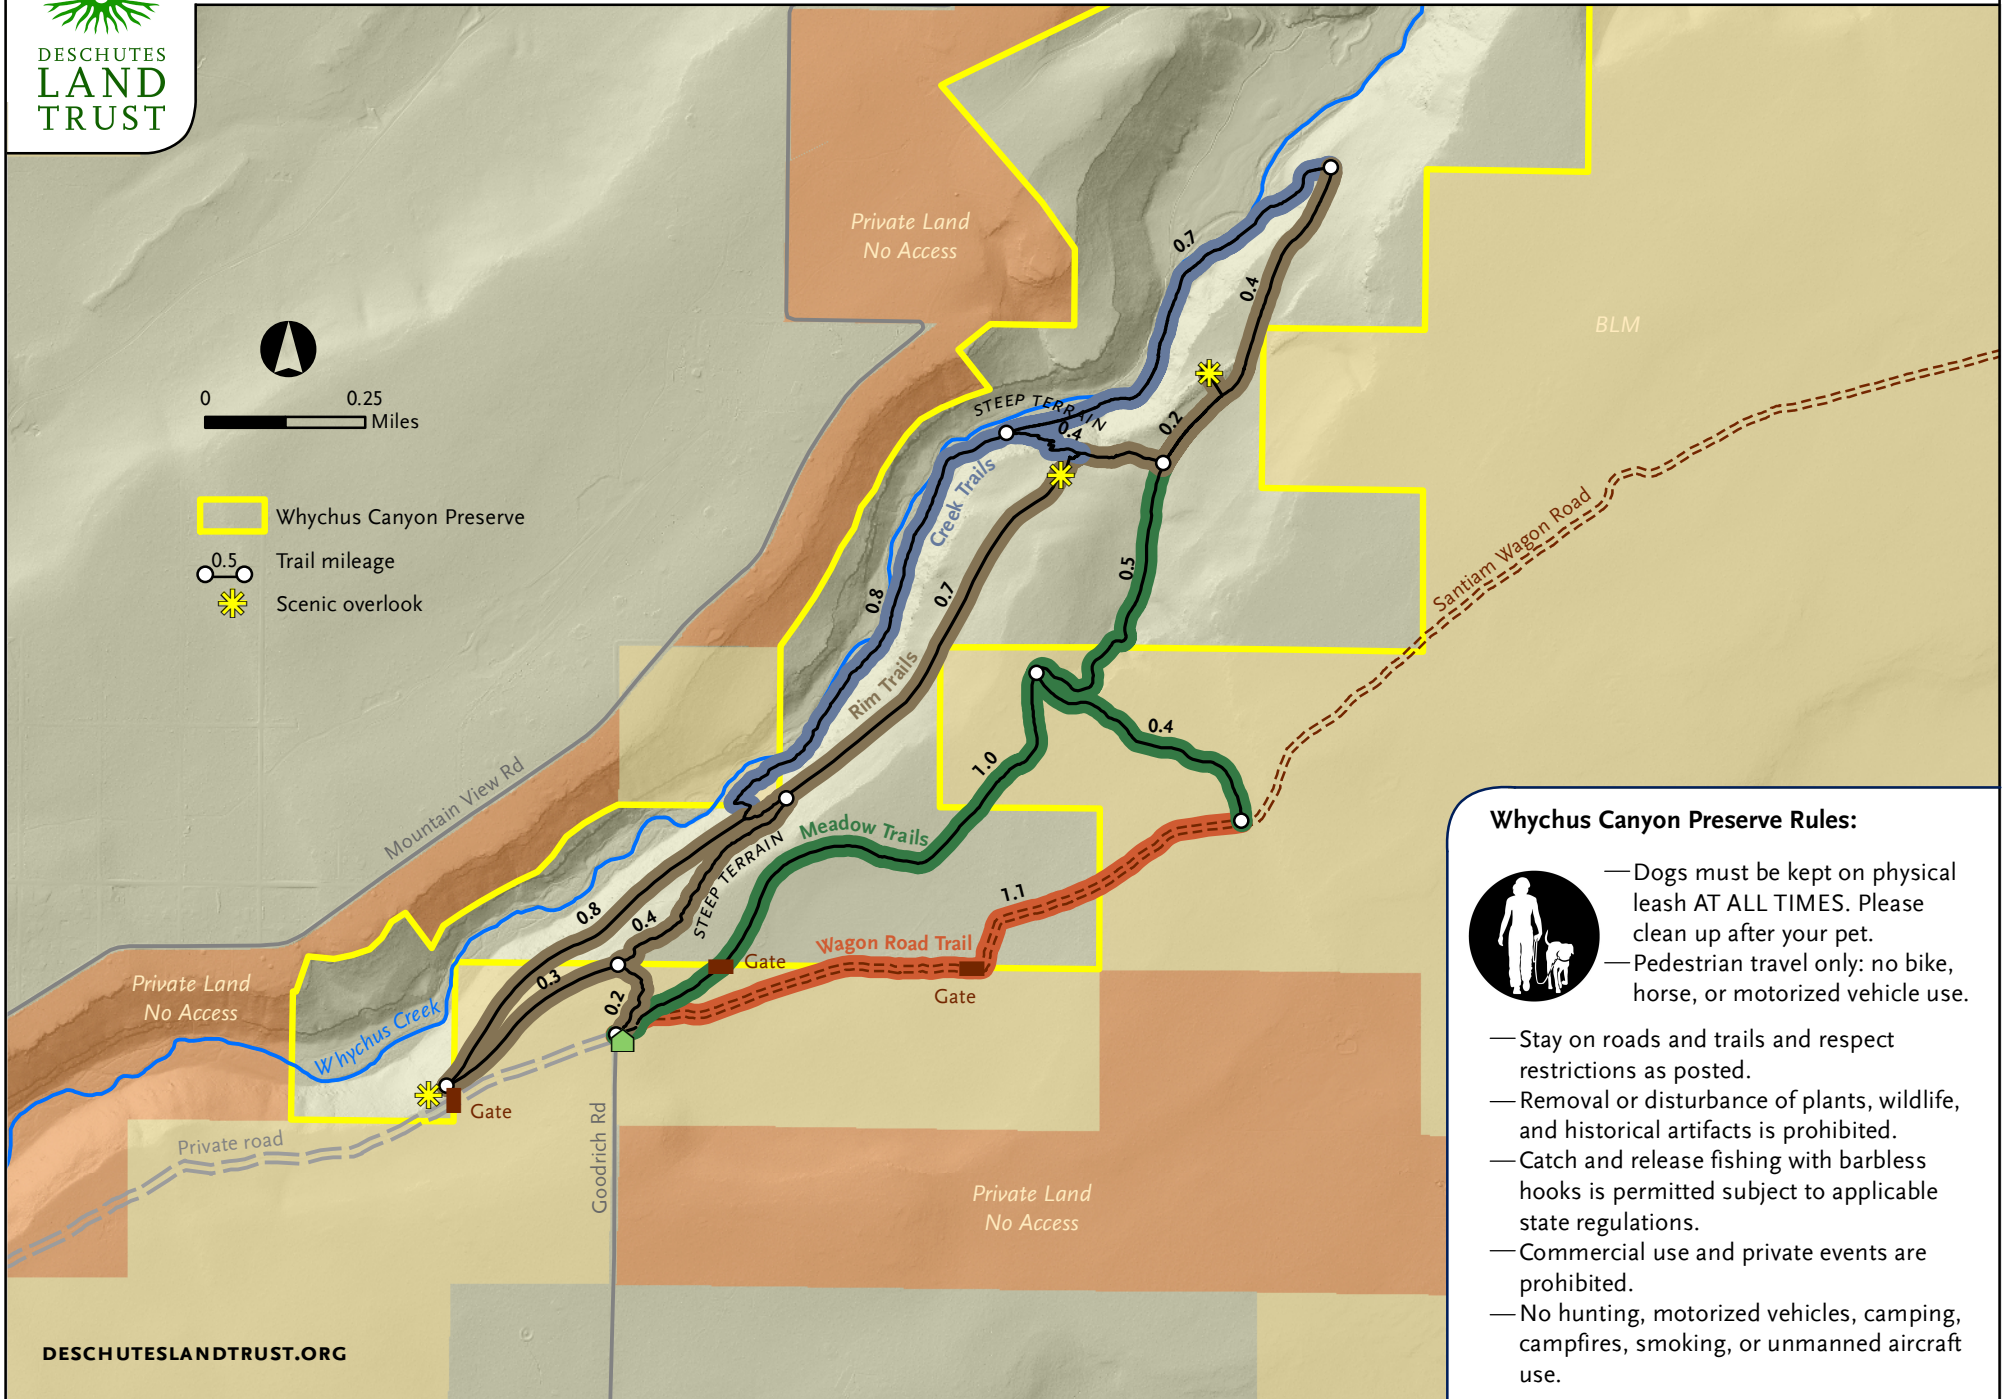 DESCHUTES
LAND
TRUST
Private Land
No Access
0.7
0.4
BLM
0 0.25
Miles
STEEP TERRAIN
0.4
0.2
Creek Trails
Whychus Canyon Preserve
0.5
Trail mileage
Scenic overlook
0.8
0.7
0.5
Santiam Wagon Road
Rim Trails
0.4
1.0
Mountain View Rd
Meadow Trails
STEEP TERRAIN
0.8
0.4
1.1
Wagon Road Trail
Gate
Gate
0.3
0.2
Private Land
No Access
Whychus Creek
Gate
Private road
Goodrich Rd
Private Land
No Access
Whychus Canyon Preserve Rules:
—Dogs must be kept on physical
leash AT ALL TIMES. Please
clean up after your pet.
—Pedestrian travel only: no bike,
horse, or motorized vehicle use.
—Stay on roads and trails and respect
restrictions as posted.
—Removal or disturbance of plants, wildlife,
and historical artifacts is prohibited.
—Catch and release fishing with barbless
hooks is permitted subject to applicable
state regulations.
—Commercial use and private events are
prohibited.
—No hunting, motorized vehicles, camping,
campfires, smoking, or unmanned aircraft
use.
DESCHUTESLANDTRUST.ORG